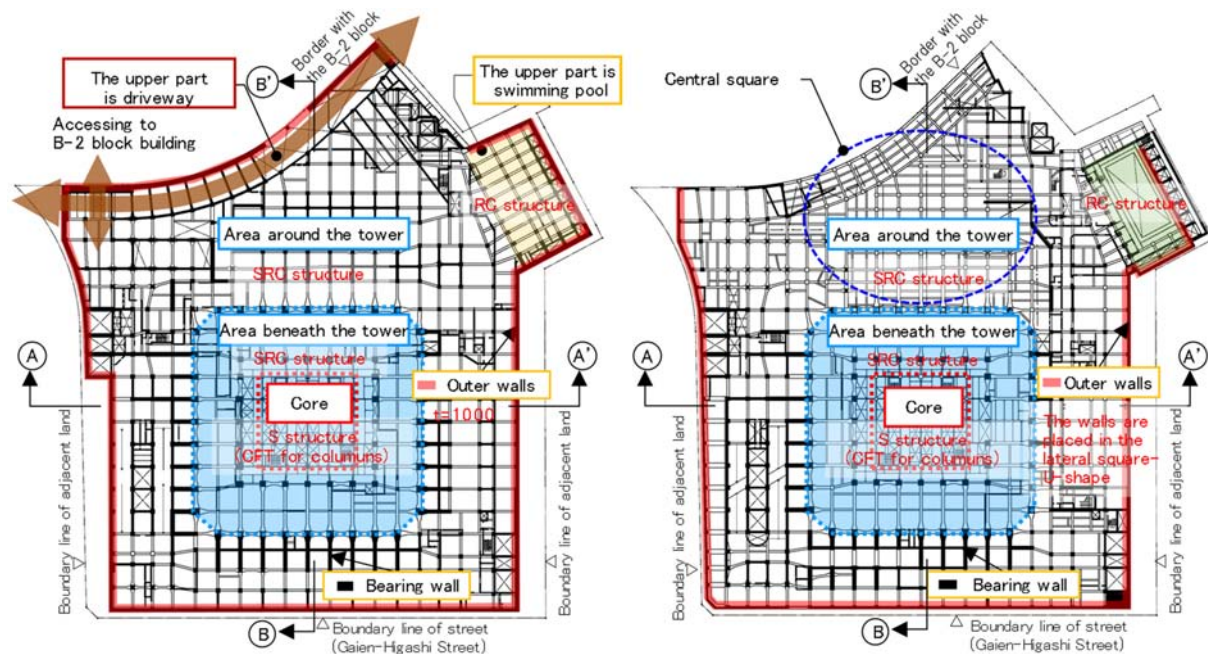 Border with
the B-2 block
B'
The upper part
is driveway
The upper part is
swimming pool
Accessing to
B-2 block building
RC structure
Area around the tower
SRC structure
Area beneath the tower
SRC structure
A
A'
Outer walls
t=1000
Core
S structure
(CFT for columuns)
Boundary line of adjacent land
Boundary line of adjacent land
Bearing wall
B
Boundary line of street
(Gaien-Higashi Street)
Border with
the B-2 block
B'
Central square
RC structure
Area around the tower
SRC structure
Area beneath the tower
SRC structure
A
A'
Outer walls
Core
The walls are
placed in the
lateral square-
U-shape
S structure
(CFT for columuns)
Boundary line of adjacent land
Boundary line of adjacent land
Bearing wall
B
Boundary line of street
(Gaien-Higashi Street)